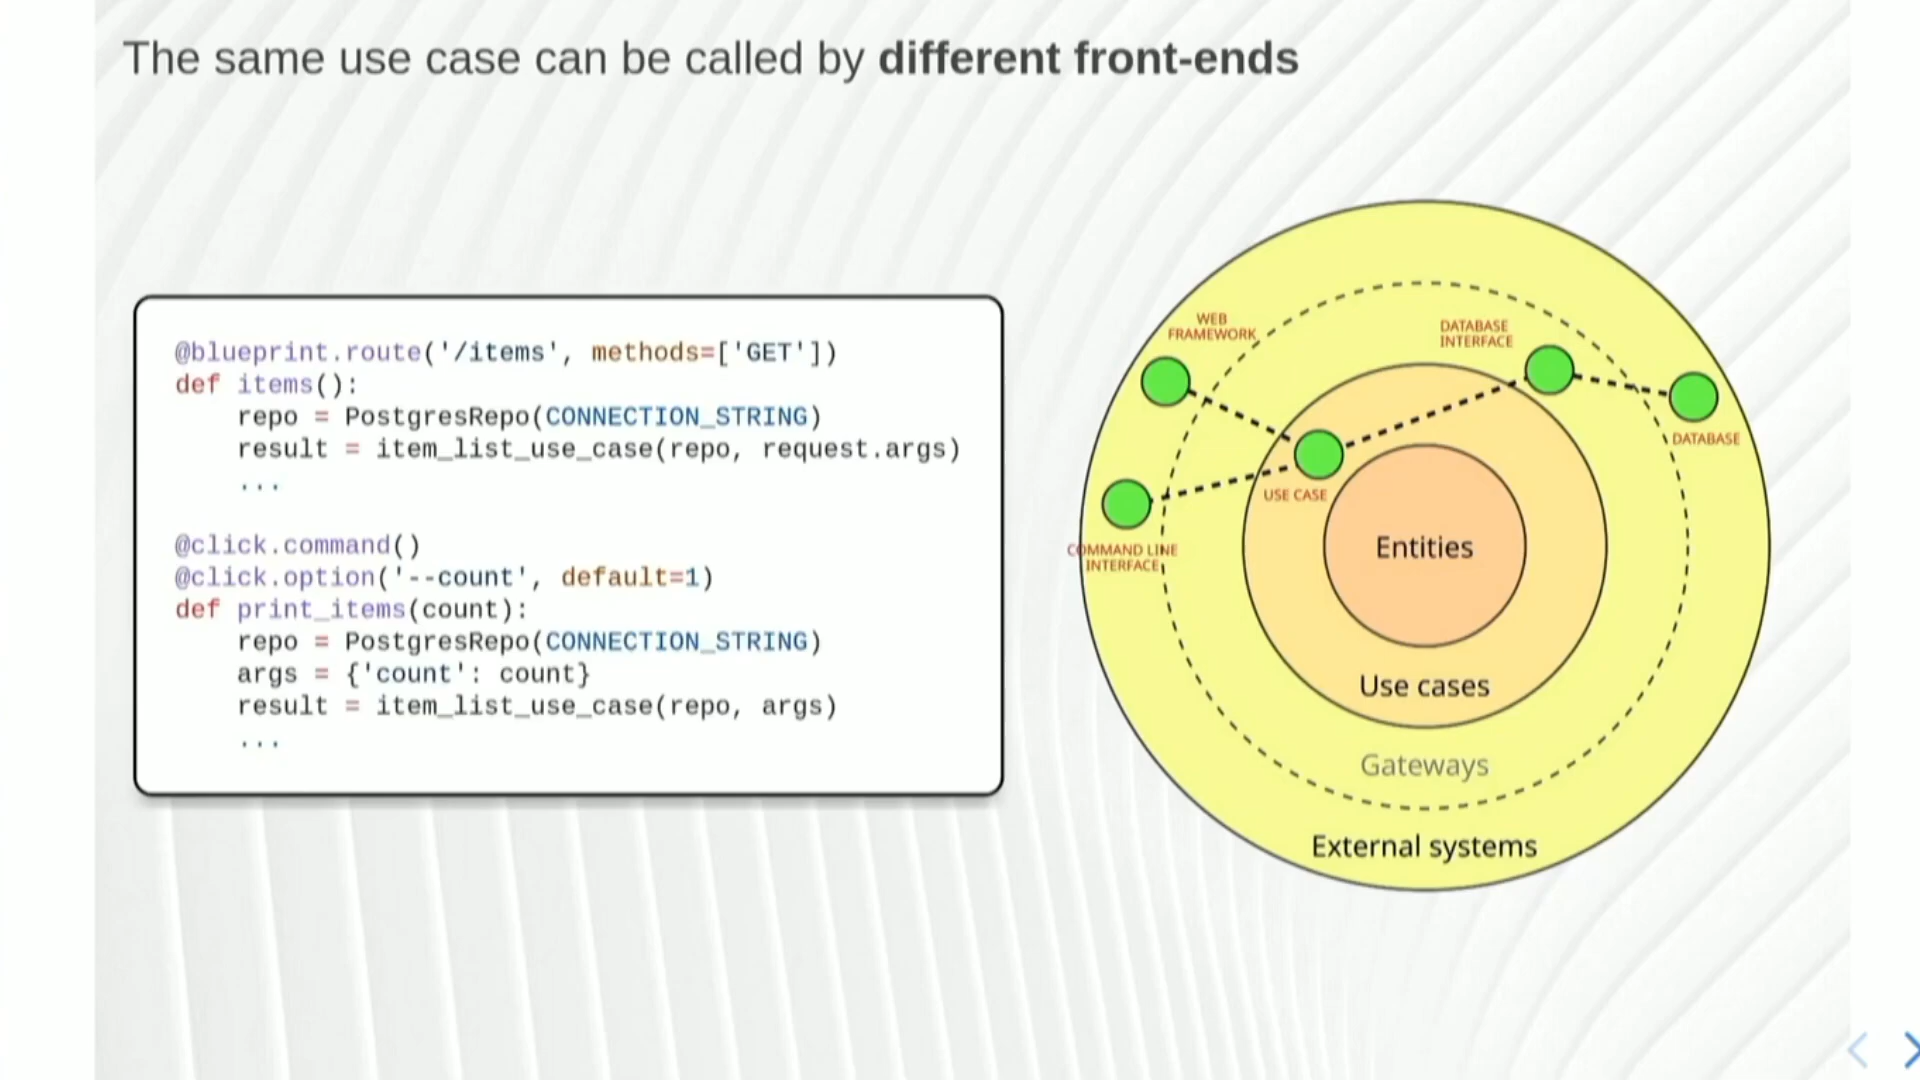 The same use case can be called by different front-ends
@blueprint.route('/items', methods=['GET'])
def items():
    repo = PostgresRepo(CONNECTION_STRING)
    result = item_list_use_case(repo, request.args)
    ...
@click.command()
@click.option('--count', default=1)
def print_items(count):
    repo = PostgresRepo(CONNECTION_STRING)
    args = {'count': count}
    result = item_list_use_case(repo, args)
    ...
WEB
FRAMEWORK
DATABASE
INTERFACE
DATABASE
USE CASE
COMMAND LINE
INTERFACE
Entities
Use cases
Gateways
External systems